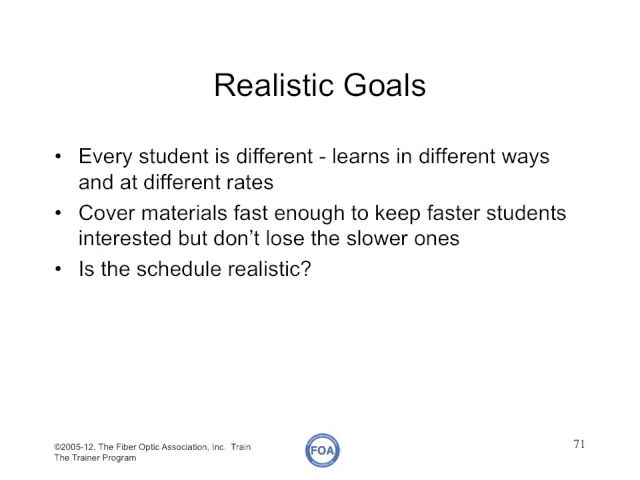 Realistic Goals
• Every student is different - learns in different ways
and at different rates
• Cover materials fast enough to keep faster students
interested but don’t lose the slower ones
• Is the schedule realistic?
©2005-12, The Fiber Optic Association, Inc. Train
The Trainer Program
FOA
71